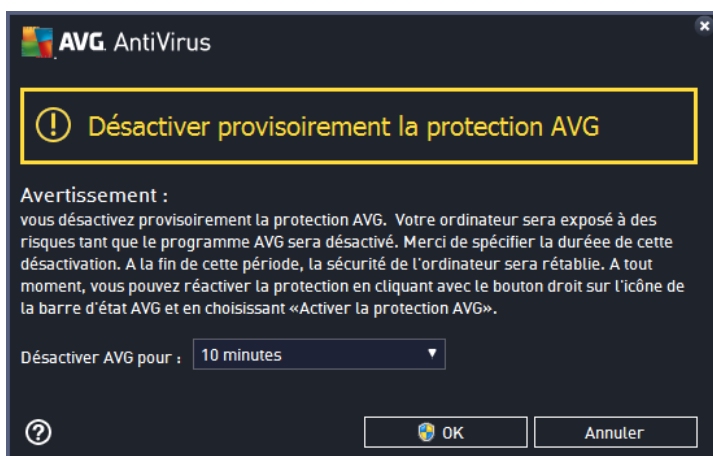 AVG. AntiVirus
Désactiver provisoirement la protection AVG
Avertissement :
vous désactivez provisoirement la protection AVG. Votre ordinateur sera exposé à des
risques tant que le programme AVG sera désactivé. Merci de spécifier la duréee de cette
désactivation. A la fin de cette période, la sécurité de l'ordinateur sera rétablie. A tout
moment, vous pouvez réactiver la protection en cliquant avec le bouton droit sur l'icône de
la barre d'état AVG et en choisissant «Activer la protection AVG».
Désactiver AVG pour : 10 minutes
OK Annuler